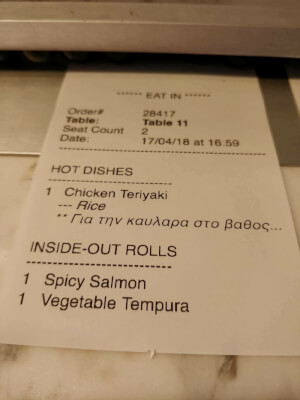 ****** EAT IN ******
Order# 28417
Table: Table 11
Seat Count 2
Date: 17/04/18 at 16:59
HOT DISHES
1 Chicken Teriyaki
--- Rice
** Για την καυλαρα στο βαθος...
INSIDE-OUT ROLLS
1 Spicy Salmon
1 Vegetable Tempura